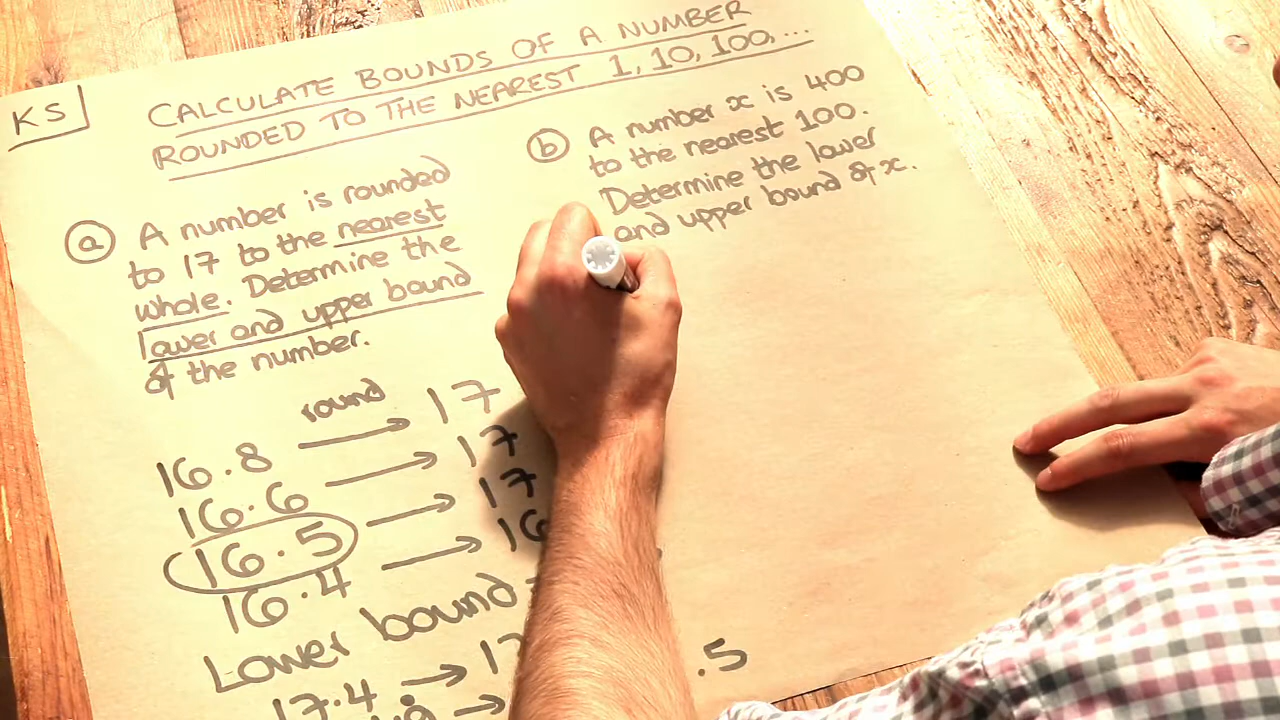 KS
CALCULATE BOUNDS OF A NUMBER
ROUNDED TO THE NEAREST 1, 10, 100, ...
a A number is rounded
to 17 to the nearest
whole. Determine the
lower and upper bound
of the number.
round
16.8 → 17
16.6 → 17
16.5 → 17
16.4 → 16
Lower bound
17.4 → 17
.5
b A number x is 400
to the nearest 100.
Determine the lower
and upper bound of x.